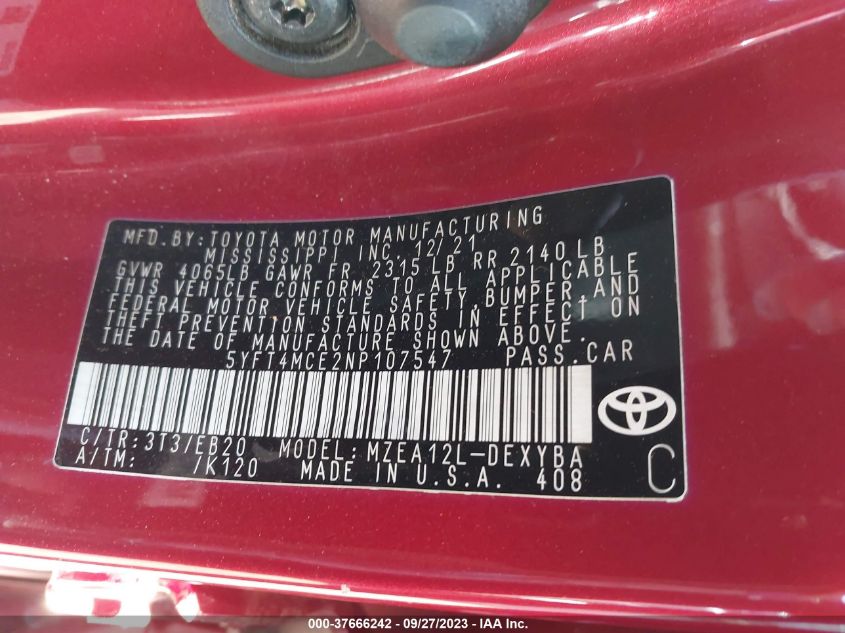 MFD.BY:TOYOTA MOTOR MANUFACTURING
MISSISSIPPI INC. 12/21
GVWR 4065LB GAWR FR 2315LB RR 2140LB
THIS VEHICLE CONFORMS TO ALL APPLICABLE
FEDERAL MOTOR VEHICLE SAFETY,BUMPER,AND
THEFT PREVENTION STANDARDS IN EFFECT ON
THE DATE OF MANUFACTURE SHOWN ABOVE.
5YFT4MCE2NP107547 PASS.CAR
C/TR:3T3/EB20 MODEL:MZEA12L-DEXYBA
A/TM: /K120 MADE IN U.S.A. 408 C
000-37666242 - 09/27/2023 - IAA Inc.